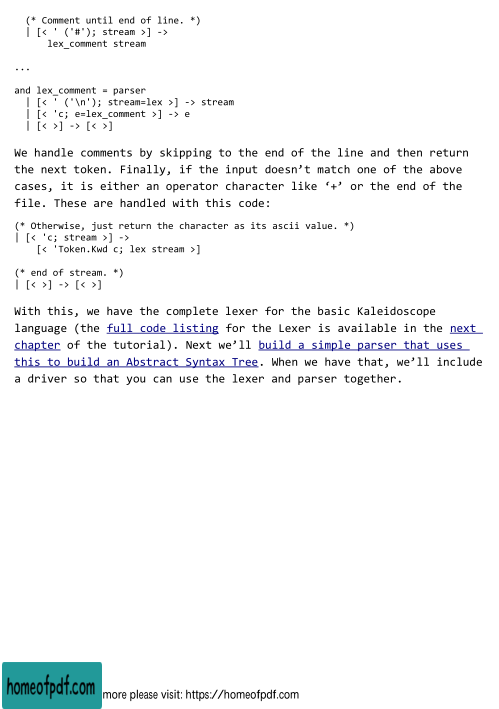 (* Comment until end of line. *)
| [< ' ('#'); stream >] ->
lex_comment stream
...
and lex_comment = parser
| [< ' ('\n'); stream=lex >] -> stream
| [< 'c; e=lex_comment >] -> e
| [< >] -> [< >]
We handle comments by skipping to the end of the line and then return
the next token. Finally, if the input doesn’t match one of the above
cases, it is either an operator character like ‘+’ or the end of the
file. These are handled with this code:
(* Otherwise, just return the character as its ascii value. *)
| [< 'c; stream >] ->
[< 'Token.Kwd c; lex stream >]
(* end of stream. *)
| [< >] -> [< >]
With this, we have the complete lexer for the basic Kaleidoscope
language (the full code listing for the Lexer is available in the next
chapter of the tutorial). Next we’ll build a simple parser that uses
this to build an Abstract Syntax Tree. When we have that, we’ll include
a driver so that you can use the lexer and parser together.
homeofpdf.com more please visit: https://homeofpdf.com